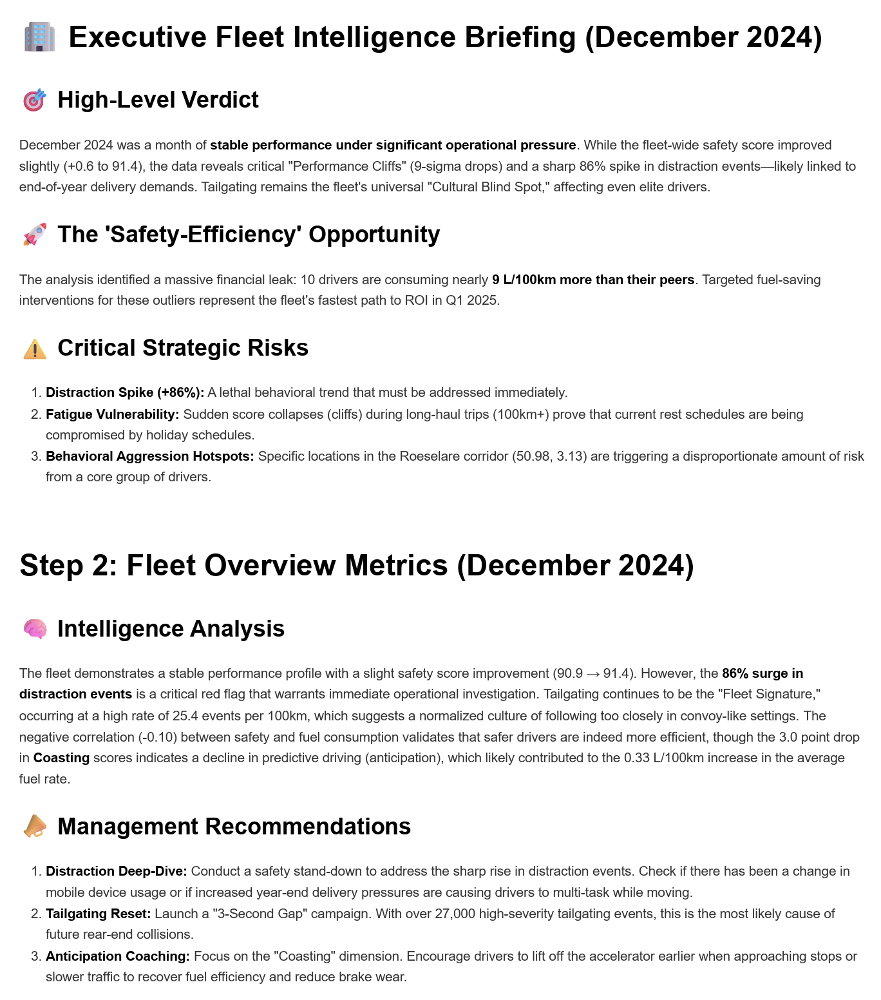 Executive Fleet Intelligence Briefing (December 2024)
High-Level Verdict
December 2024 was a month of stable performance under significant operational pressure. While the fleet-wide safety score improved
slightly (+0.6 to 91.4), the data reveals critical "Performance Cliffs" (9-sigma drops) and a sharp 86% spike in distraction events—likely linked to
end-of-year delivery demands. Tailgating remains the fleet's universal "Cultural Blind Spot," affecting even elite drivers.
The 'Safety-Efficiency' Opportunity
The analysis identified a massive financial leak: 10 drivers are consuming nearly 9 L/100km more than their peers. Targeted fuel-saving
interventions for these outliers represent the fleet's fastest path to ROI in Q1 2025.
Critical Strategic Risks
1. Distraction Spike (+86%): A lethal behavioral trend that must be addressed immediately.
2. Fatigue Vulnerability: Sudden score collapses (cliffs) during long-haul trips (100km+) prove that current rest schedules are being
compromised by holiday schedules.
3. Behavioral Aggression Hotspots: Specific locations in the Roeselare corridor (50.98, 3.13) are triggering a disproportionate amount of risk
from a core group of drivers.
Step 2: Fleet Overview Metrics (December 2024)
Intelligence Analysis
The fleet demonstrates a stable performance profile with a slight safety score improvement (90.9 → 91.4). However, the 86% surge in
distraction events is a critical red flag that warrants immediate operational investigation. Tailgating continues to be the "Fleet Signature,"
occurring at a high rate of 25.4 events per 100km, which suggests a normalized culture of following too closely in convoy-like settings. The
negative correlation (-0.10) between safety and fuel consumption validates that safer drivers are indeed more efficient, though the 3.0 point drop
in Coasting scores indicates a decline in predictive driving (anticipation), which likely contributed to the 0.33 L/100km increase in the average
fuel rate.
Management Recommendations
1. Distraction Deep-Dive: Conduct a safety stand-down to address the sharp rise in distraction events. Check if there has been a change in
mobile device usage or if increased year-end delivery pressures are causing drivers to multi-task while moving.
2. Tailgating Reset: Launch a "3-Second Gap" campaign. With over 27,000 high-severity tailgating events, this is the most likely cause of
future rear-end collisions.
3. Anticipation Coaching: Focus on the "Coasting" dimension. Encourage drivers to lift off the accelerator earlier when approaching stops or
slower traffic to recover fuel efficiency and reduce brake wear.